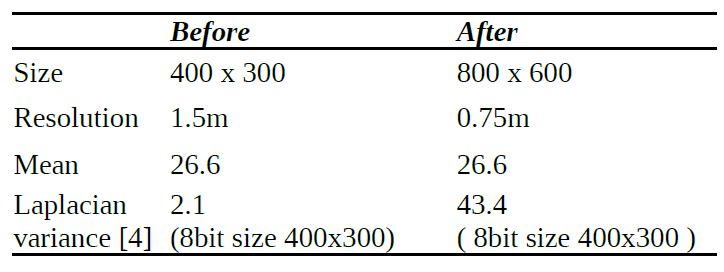 Before After
Size 400 x 300 800 x 600
Resolution 1.5m 0.75m
Mean 26.6 26.6
Laplacian 2.1 43.4
variance [4] (8bit size 400x300) ( 8bit size 400x300 )